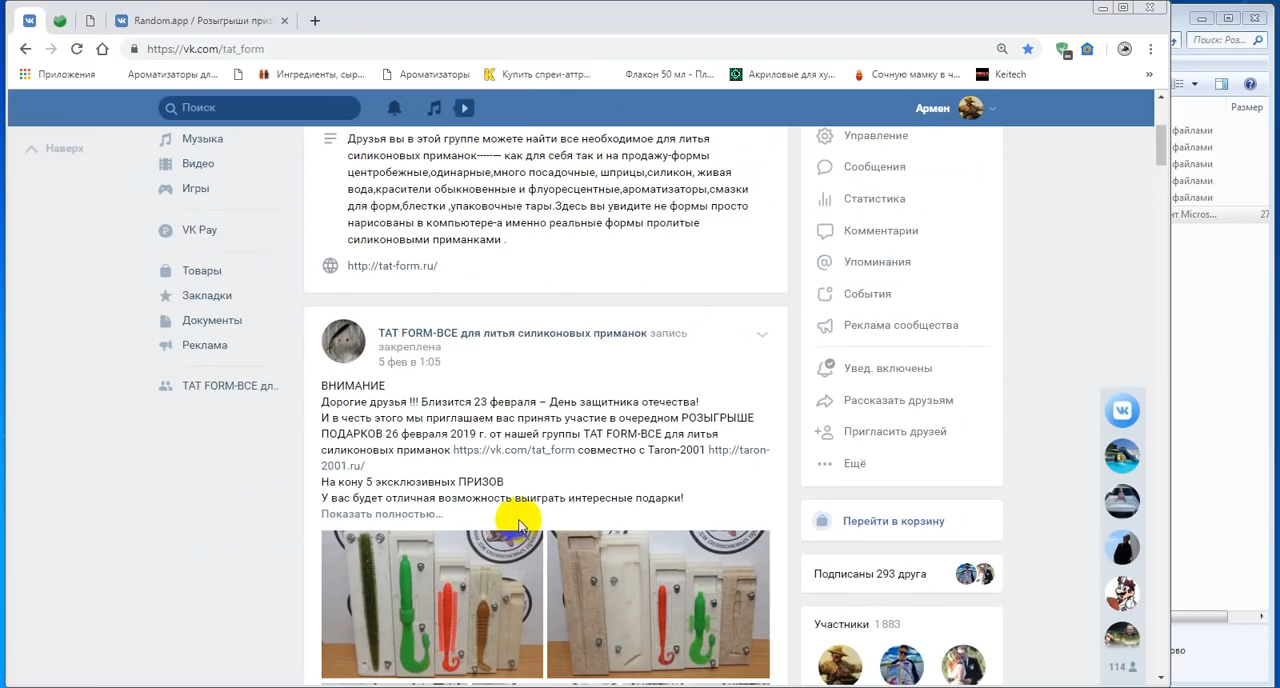 Random.app / Розыгрыши приз
https://vk.com/tat_form
Поиск: Роз...
Приложения
Ароматизаторы дл...
Ингредиенты, сыр...
Ароматизаторы
Купить спреи-аттр...
Флакон 50 мл - Пл...
Акриловые для ху...
Сочную мамку в ч...
Keitech
»
Размер
Поиск
Армен
Наверх
Музыка
Видео
Игры
VK Pay
Товары
Закладки
Документы
Реклама
TAT FORM-ВСЕ дл..
Друзья вы в этой группе можете найти все необходимое для литья
силиконовых приманок-----— как для себя так и на продажу-формы
центробежные,одинарные,много посадочные, шприцы,силикон, живая
вода,красители обыкновенные и флуоресцентные,ароматизаторы,смазки
для форм,блестки ,упаковочные тары.Здесь вы увидите не формы просто
нарисованы в компьютере-а именно реальные формы пролитые
силиконовыми приманками .
http://tat-form.ru/
TAT FORM-ВСЕ для литья силиконовых приманок запись
закреплена
5 фев в 1:05
ВНИМАНИЕ
Дорогие друзья !!! Близится 23 февраля – День защитника отечества!
И в честь этого мы приглашаем вас принять участие в очередном РОЗЫГРЫШЕ
ПОДАРКОВ 26 февраля 2019 г. от нашей группы TAT FORM-ВСЕ для литья
силиконовых приманок https://vk.com/tat_form совместно с Taron-2001 http://taron-
2001.ru/
На кону 5 эксклюзивных ПРИЗОВ
У вас будет отличная возможность выиграть интересные подарки!
Показать полностью...
Управление
Сообщения
Статистика
Комментарии
Упоминания
События
Реклама сообщества
Увед. включены
Рассказать друзьям
Пригласить друзей
Ещё
Перейти в корзину
Подписаны 293 друга
Участники 1 883
114
файлами
файлами
файлами
файлами
файлами
нт Micros...
27
ово